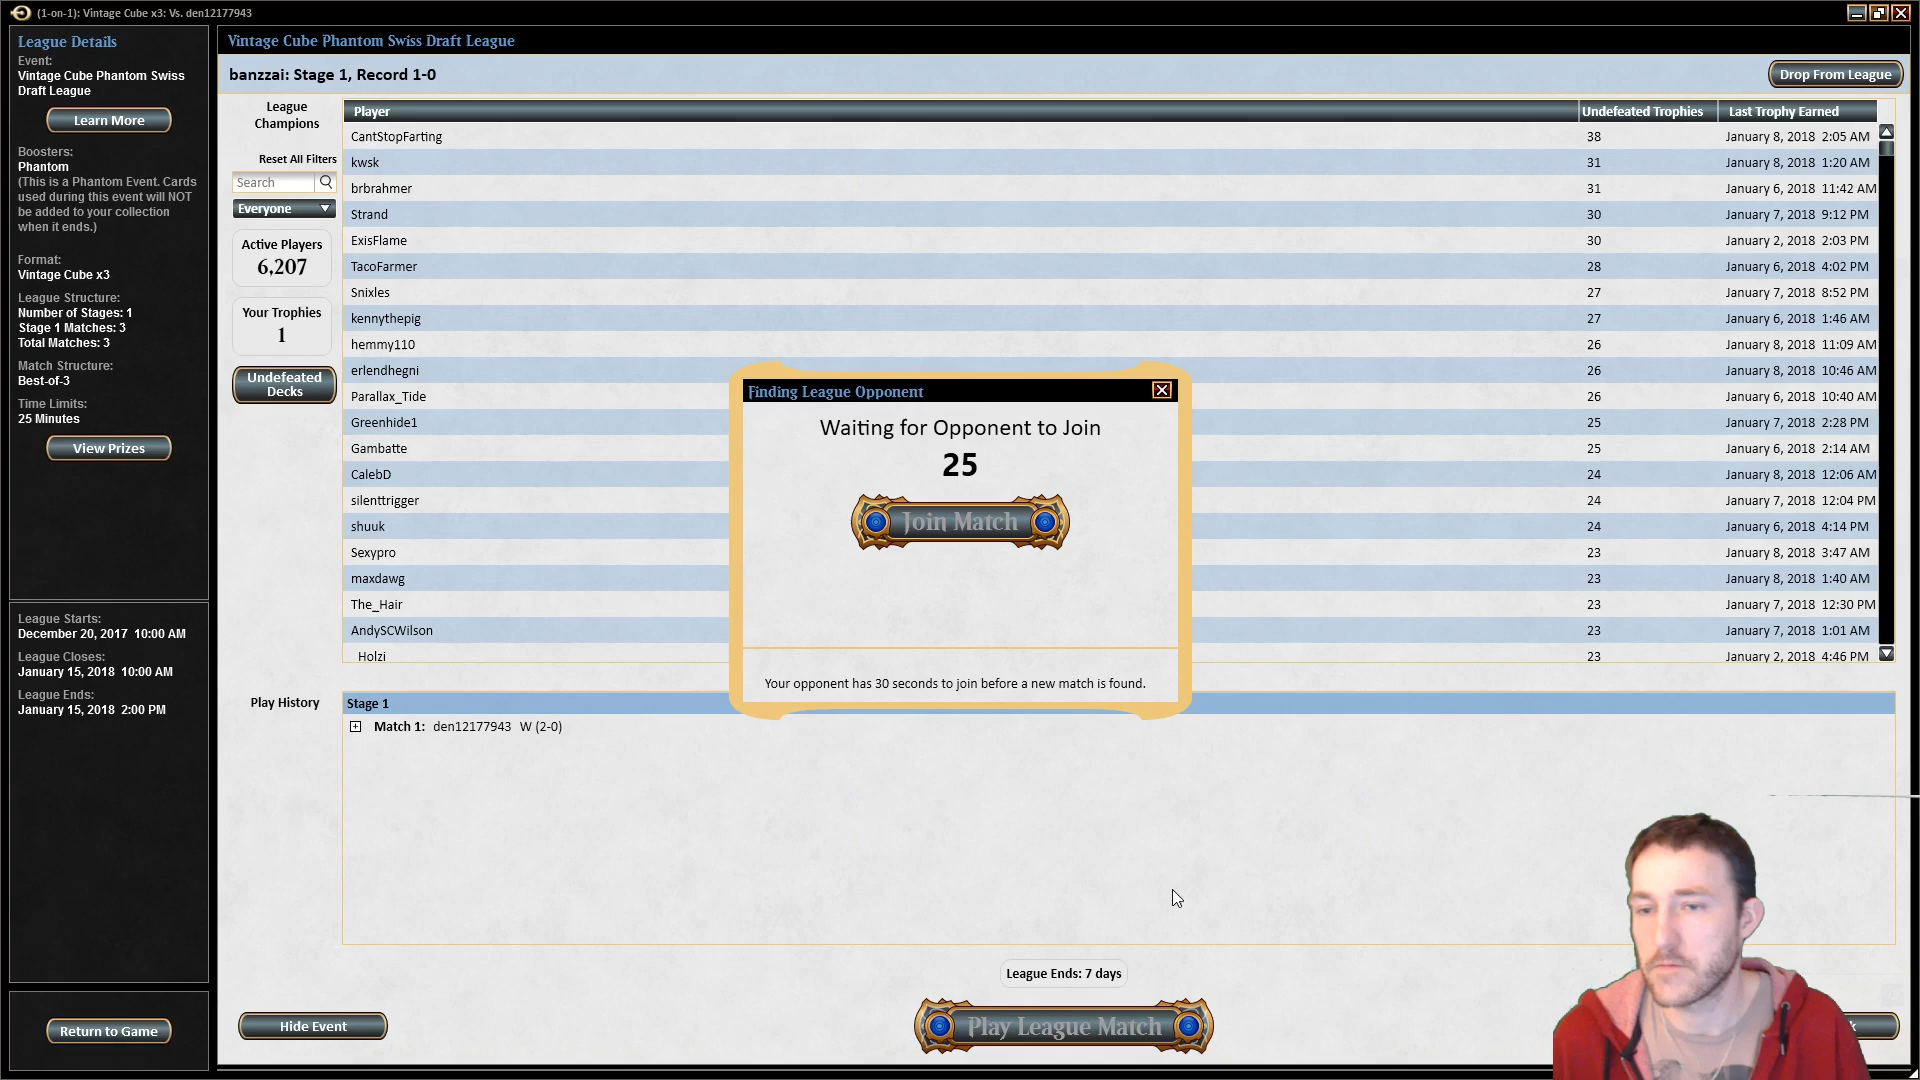 (1-on-1): Vintage Cube x3: Vs. den12177943
League Details
Event:
Vintage Cube Phantom Swiss
Draft League
Learn More
Boosters:
Phantom
(This is a Phantom Event. Cards
used during this event will NOT
be added to your collection
when it ends.)
Format:
Vintage Cube x3
League Structure:
Number of Stages: 1
Stage 1 Matches: 3
Total Matches: 3
Match Structure:
Best-of-3
Time Limits:
25 Minutes
View Prizes
League Starts:
December 20, 2017 10:00 AM
League Closes:
January 15, 2018 10:00 AM
League Ends:
January 15, 2018 2:00 PM
Return to Game
Vintage Cube Phantom Swiss Draft League
banzzai: Stage 1, Record 1-0
Drop From League
League
Champions
Reset All Filters
Search
Everyone
Active Players
6,207
Your Trophies
1
Undefeated
Decks
Player Undefeated Trophies Last Trophy Earned
CantStopFarting 38 January 8, 2018 2:05 AM
kwsk 31 January 8, 2018 1:20 AM
brbrahmer 31 January 6, 2018 11:42 AM
Strand 30 January 7, 2018 9:12 PM
ExisFlame 30 January 2, 2018 2:03 PM
TacoFarmer 28 January 6, 2018 4:02 PM
Snixles 27 January 7, 2018 8:52 PM
kennythepig 27 January 6, 2018 1:46 AM
hemmy110 26 January 8, 2018 11:09 AM
erlendhegni 26 January 8, 2018 10:46 AM
Parallax_Tide 26 January 6, 2018 10:40 AM
Greenhide1 25 January 7, 2018 2:28 PM
Gambatte 25 January 6, 2018 2:14 AM
CalebD 24 January 8, 2018 12:06 AM
silenttrigger 24 January 7, 2018 12:04 PM
shuuk 24 January 6, 2018 4:14 PM
Sexypro 23 January 8, 2018 3:47 AM
maxdawg 23 January 8, 2018 1:40 AM
The_Hair 23 January 7, 2018 12:30 PM
AndySCWilson 23 January 7, 2018 1:01 AM
_Holzi_ 23 January 2, 2018 4:46 PM
Finding League Opponent
Waiting for Opponent to Join
25
Join Match
Your opponent has 30 seconds to join before a new match is found.
Play History
Stage 1
Match 1: den12177943 W (2-0)
League Ends: 7 days
Hide Event
Play League Match